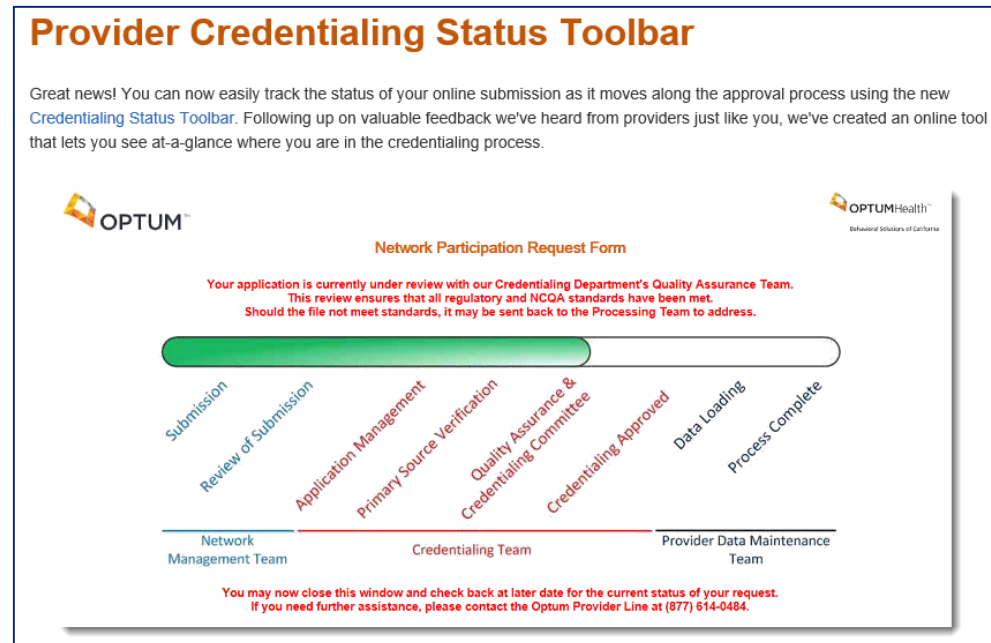 Provider Credentialing Status Toolbar
Great news! You can now easily track the status of your online submission as it moves along the approval process using the new
Credentialing Status Toolbar. Following up on valuable feedback we've heard from providers just like you, we've created an online tool
that lets you see at-a-glance where you are in the credentialing process.
OPTUM™
OPTUMHealth™
Behavioral Solutions of California
Network Participation Request Form
Your application is currently under review with our Credentialing Department's Quality Assurance Team.
This review ensures that all regulatory and NCQA standards have been met.
Should the file not meet standards, it may be sent back to the Processing Team to address.
Submission
Review of Submission
Application Management
Primary Source Verification
Quality Assurance &
Credentialing Committee
Credentialing Approved
Data Loading
Process Complete
Network
Management Team
Credentialing Team
Provider Data Maintenance
Team
You may now close this window and check back at later date for the current status of your request.
If you need further assistance, please contact the Optum Provider Line at (877) 614-0484.